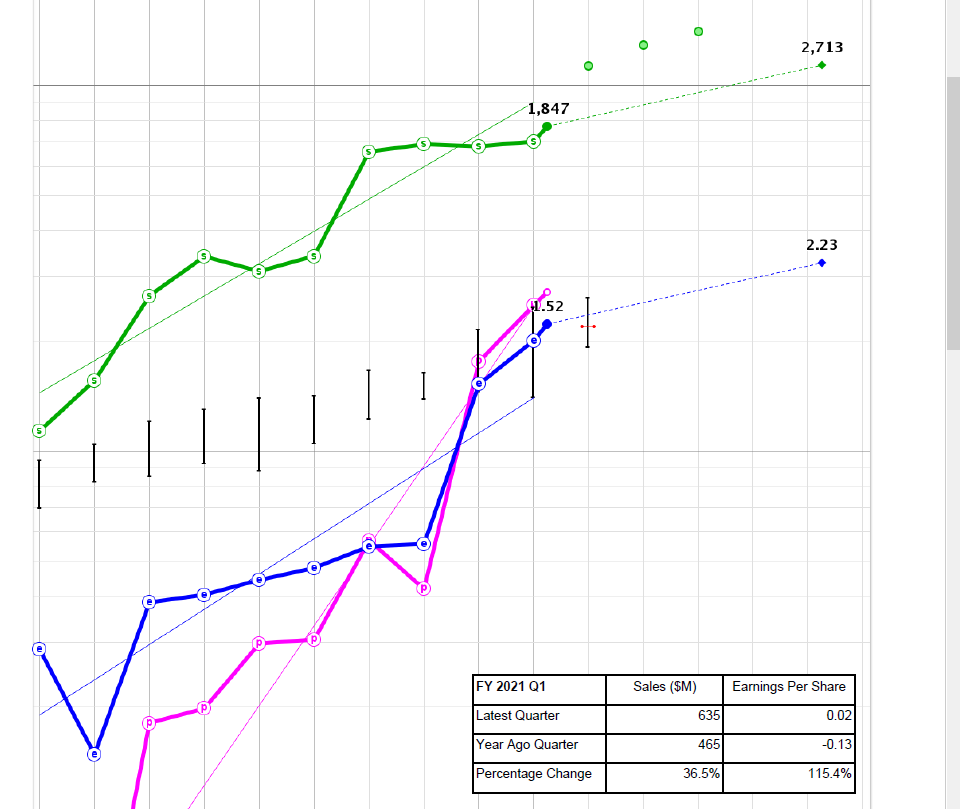 2,713
1,847
s
s
s
s
s
s
s
s
s
s
2.23
1.52
p
p
e
e
p
e
e
p
e
e
e
p
p
e
e
p
p
e
FY 2021 Q1 Sales ($M) Earnings Per Share
Latest Quarter 635 0.02
Year Ago Quarter 465 -0.13
Percentage Change 36.5% 115.4%